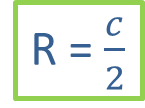 R = c/2